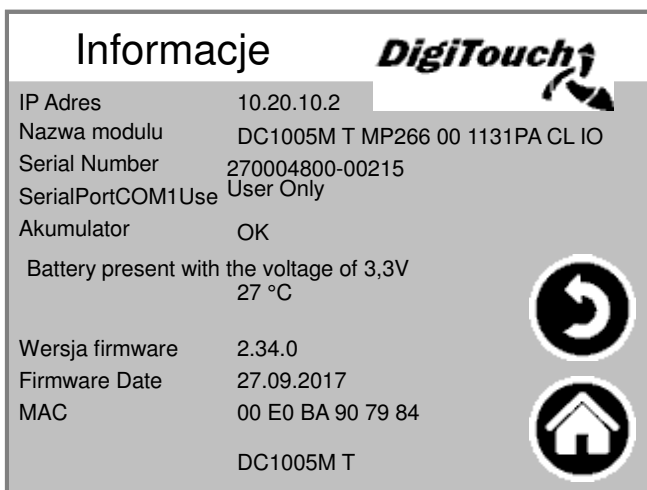 Informacje DigiTouch
IP Adres 10.20.10.2
Nazwa modulu DC1005M T MP266 00 1131PA CL IO
Serial Number 270004800-00215
SerialPortCOM1Use User Only
Akumulator OK
Battery present with the voltage of 3,3V
27 °C
Wersja firmware 2.34.0
Firmware Date 27.09.2017
MAC 00 E0 BA 90 79 84
DC1005M T